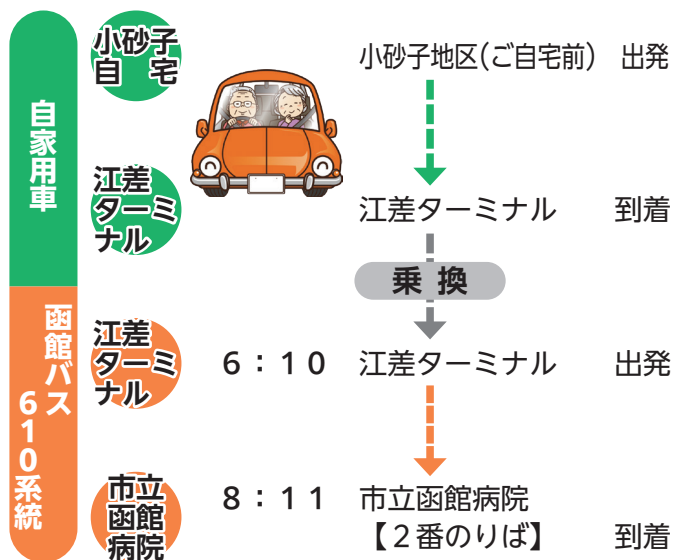 自家用車
小砂子
自宅
小砂子地区(ご自宅前) 出発
江差
ターミ
ナル
江差ターミナル 到着
乗換
函館バス
610系統
江差
ターミ
ナル
6:10 江差ターミナル 出発
市立
函館
病院
8:11 市立函館病院
【2番のりば】 到着